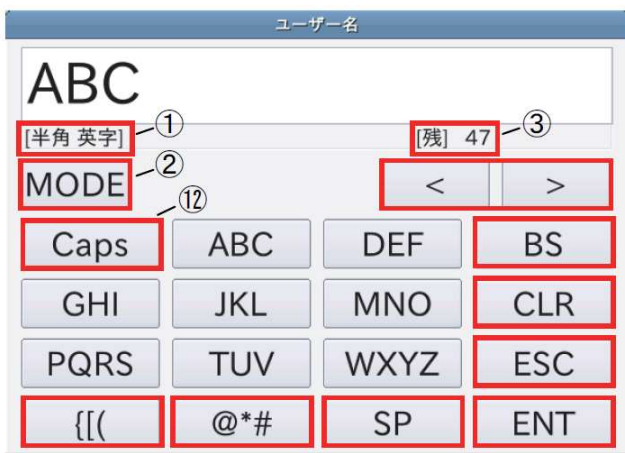 ユーザー名
ABC
[半角 英字] ① [残] 47 ③
MODE ② < >
⑫
Caps ABC DEF BS
GHI JKL MNO CLR
PQRS TUV WXYZ ESC
{[( @*# SP ENT